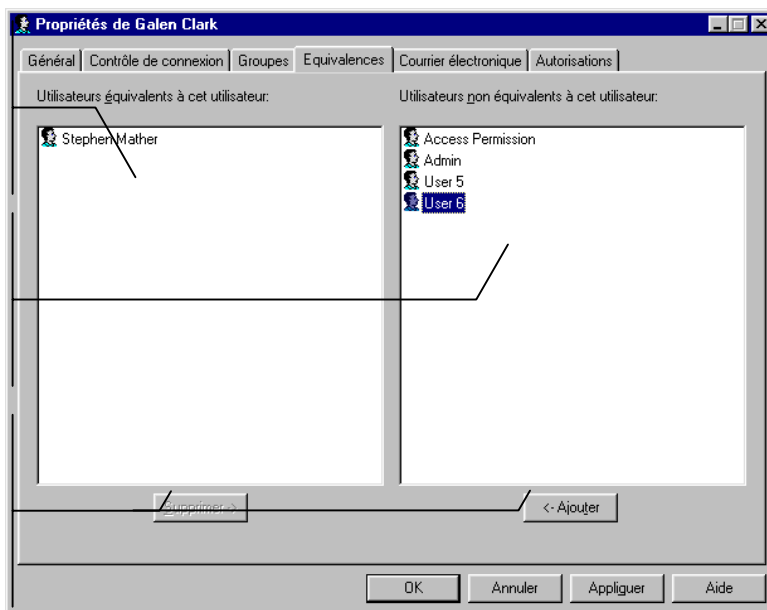 Propriétés de Galen Clark
Général Contrôle de connexion Groupes Equivalences Courrier électronique Autorisations
Utilisateurs équivalents à cet utilisateur: Utilisateurs non équivalents à cet utilisateur:
Stephen Mather Access Permission
Admin
User 5
User 6
Supprimer-> <- Ajouter
OK Annuler Appliguer Aide